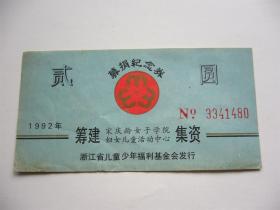 募捐纪念券
贰 圆
Nº 3341480
1992年
筹建 宋庆龄女子学院 集资
妇女儿童活动中心
浙江省儿童少年福利基金会发行